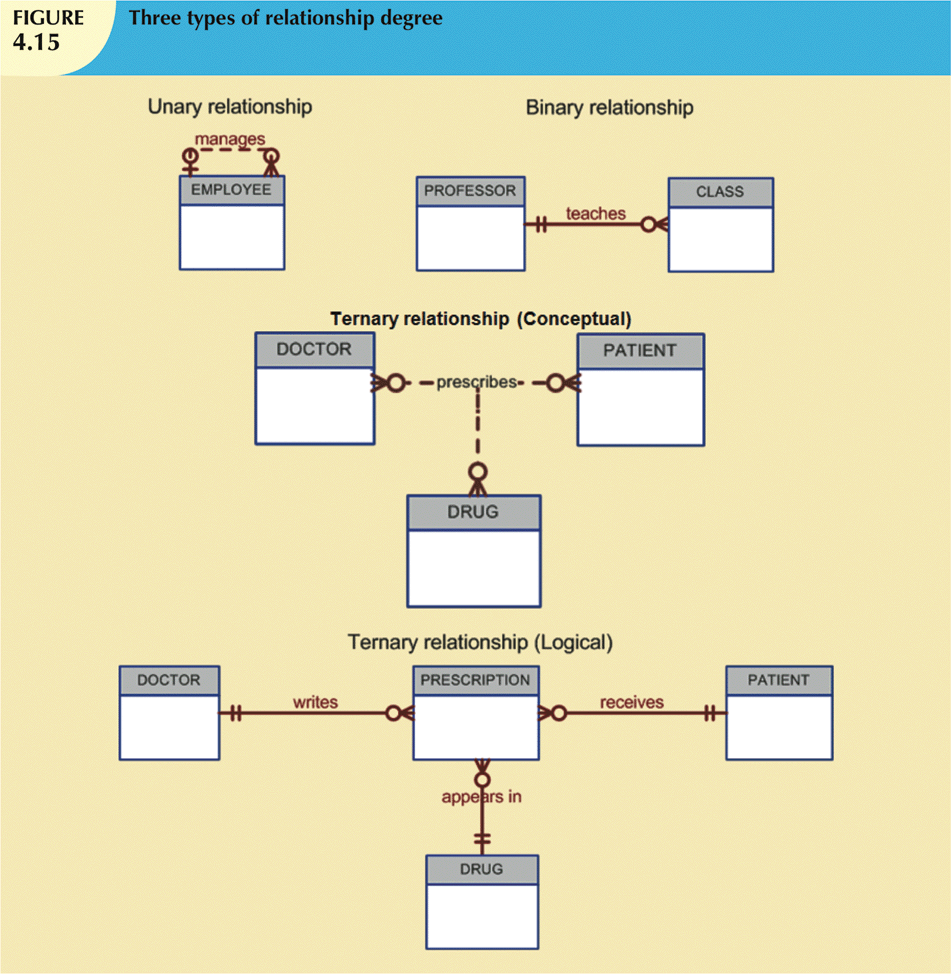 FIGURE
4.15
Three types of relationship degree
Unary relationship
Binary relationship
manages
EMPLOYEE
PROFESSOR
teaches
CLASS
Ternary relationship (Conceptual)
DOCTOR
prescribes
PATIENT
DRUG
Ternary relationship (Logical)
DOCTOR
writes
PRESCRIPTION
receives
PATIENT
appears in
DRUG